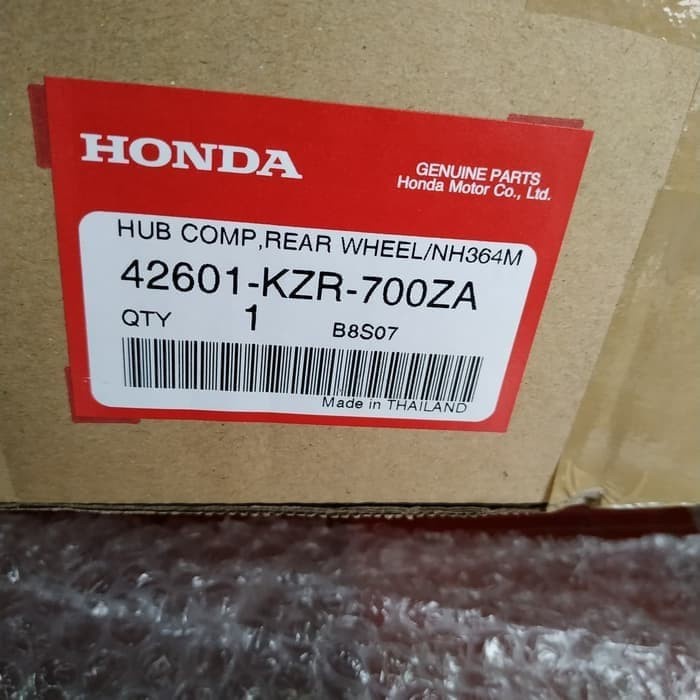 HONDA
GENUINE PARTS
Honda Motor Co., Ltd.
HUB COMP,REAR WHEEL/NH364M
42601-KZR-700ZA
QTY 1 B8S07
Made in THAILAND